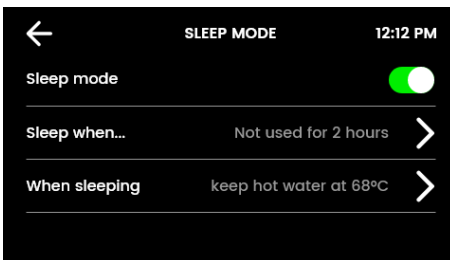 SLEEP MODE 12:12 PM
Sleep mode
Sleep when... Not used for 2 hours
When sleeping keep hot water at 68°C